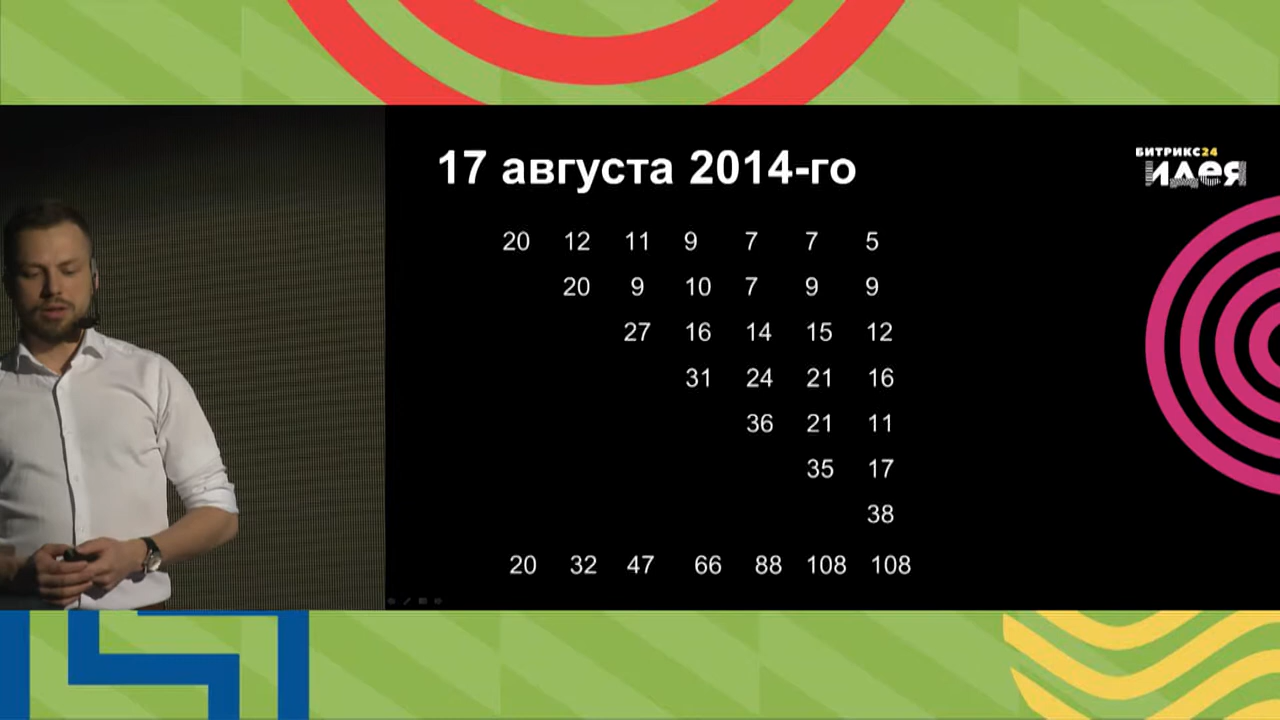 17 августа 2014-го
БИТРИКС24
идея
20 12 11 9 7 7 5
20 9 10 7 9 9
27 16 14 15 12
31 24 21 16
36 21 11
35 17
38
20 32 47 66 88 108 108